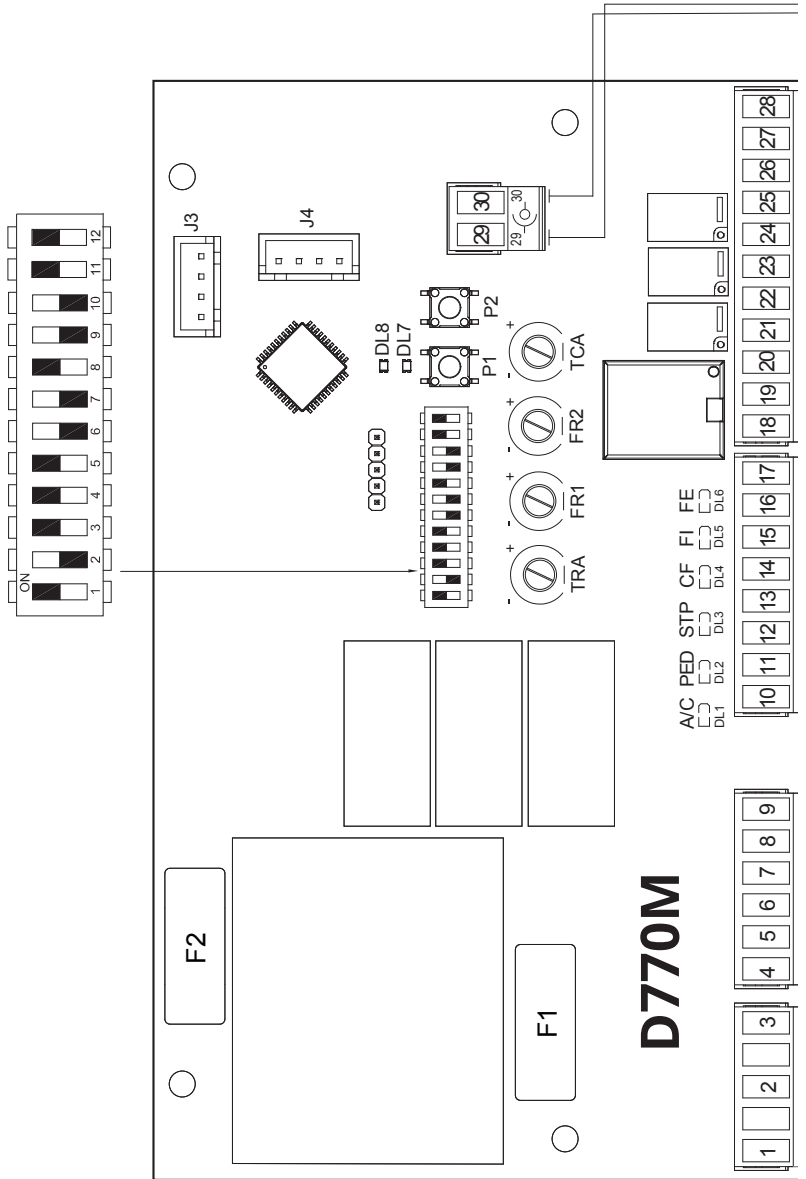 ON
1 2 3 4 5 6 7 8 9 10 11 12
J3
J4
DL8
DL7
P1 P2
TRA FR1 FR2 TCA
- + - + - + - +
29 30
29 30
F2
F1
D770M
A/C PED STP CF FI FE
DL1 DL2 DL3 DL4 DL5 DL6
1 2 3
4 5 6 7 8 9
10 11 12 13 14 15 16 17
18 19 20 21 22 23 24 25 26 27 28